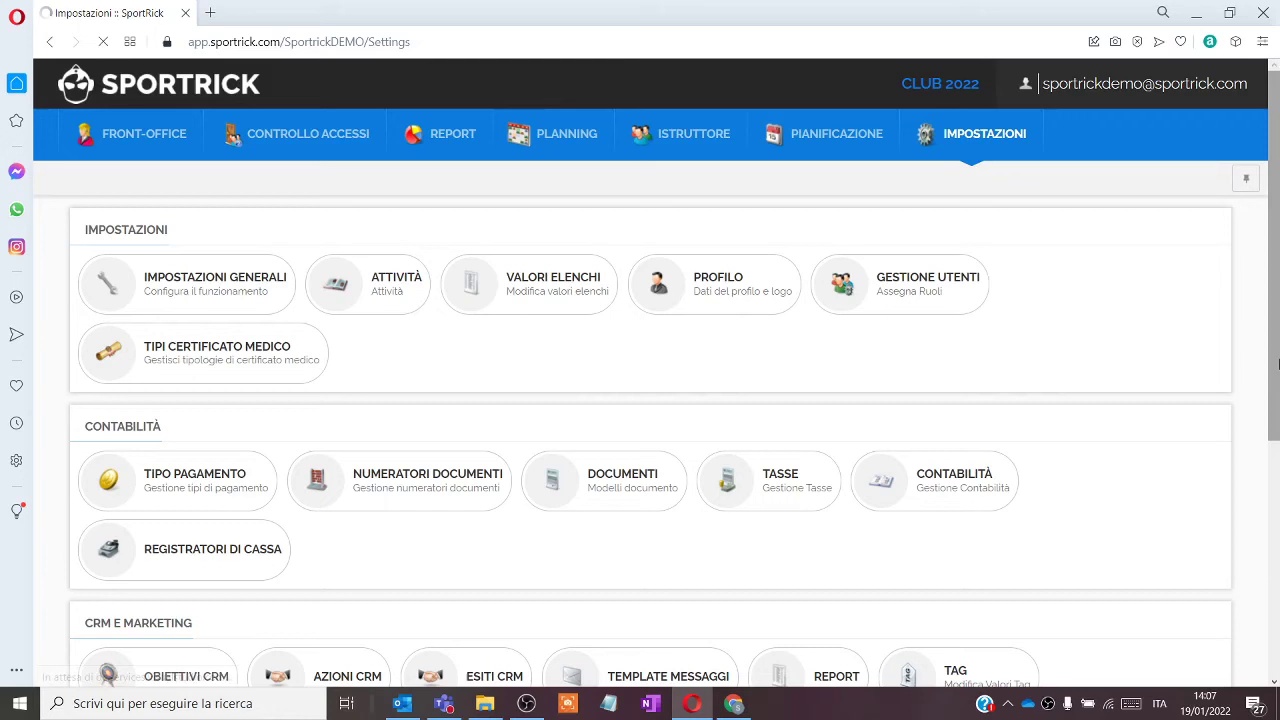 Impostazioni :: SportRick
app.sportrick.com/SportrickDEMO/Settings
SPORTRICK
CLUB 2022
sportrickdemo@sportrick.com
FRONT-OFFICE
CONTROLLO ACCESSI
REPORT
PLANNING
ISTRUTTORE
PIANIFICAZIONE
IMPOSTAZIONI
IMPOSTAZIONI
IMPOSTAZIONI GENERALI
Configura il funzionamento
ATTIVITÀ
Attività
VALORI ELENCHI
Modifica valori elenchi
PROFILO
Dati del profilo e logo
GESTIONE UTENTI
Assegna Ruoli
TIPI CERTIFICATO MEDICO
Gestisci tipologie di certificato medico
CONTABILITÀ
TIPO PAGAMENTO
Gestione tipi di pagamento
NUMERATORI DOCUMENTI
Gestione numeratori documenti
DOCUMENTI
Modelli documento
TASSE
Gestione Tasse
CONTABILITÀ
Gestione Contabilità
REGISTRATORI DI CASSA
CRM E MARKETING
OBIETTIVI CRM
AZIONI CRM
ESITI CRM
TEMPLATE MESSAGGI
REPORT
TAG
Modifica Valori Tag
In attesa di
Scrivi qui per eseguire la ricerca
ITA
14:07
19/01/2022
27